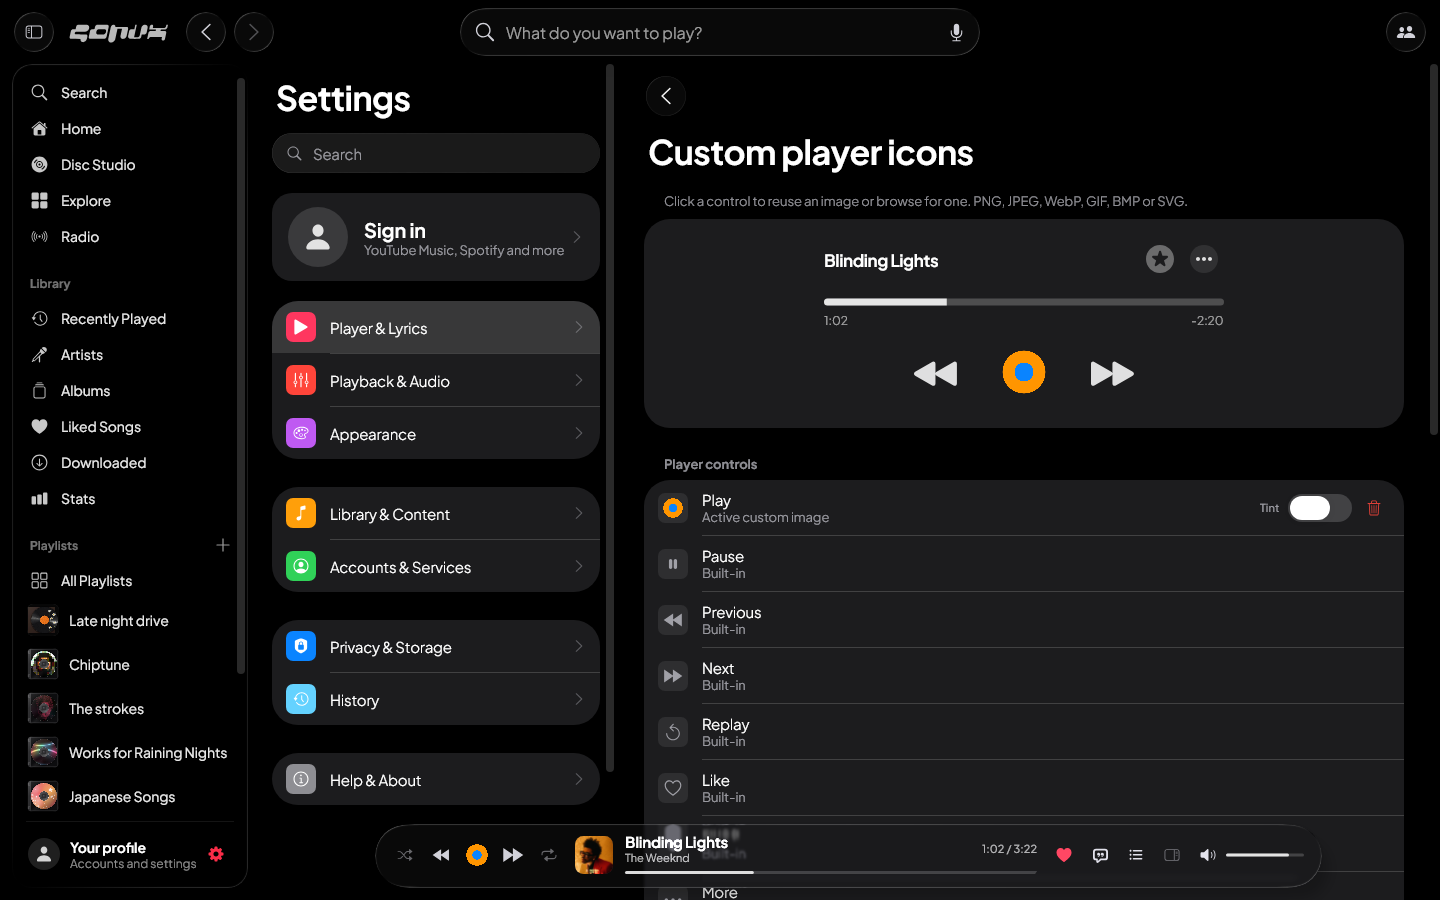 What do you want to play?
Search
Home
Disc Studio
Explore
Radio
Library
Recently Played
Artists
Albums
Liked Songs
Downloaded
Stats
Playlists
All Playlists
Late night drive
Chiptune
The strokes
Works for Raining Nights
Japanese Songs
Your profile
Accounts and settings
Settings
Search
Sign in
YouTube Music, Spotify and more
Player & Lyrics
Playback & Audio
Appearance
Library & Content
Accounts & Services
Privacy & Storage
History
Help & About
Custom player icons
Click a control to reuse an image or browse for one. PNG, JPEG, WebP, GIF, BMP or SVG.
Blinding Lights
1:02
-2:20
Player controls
Play
Active custom image
Tint
Pause
Built-in
Previous
Built-in
Next
Built-in
Replay
Built-in
Like
Built-in
Built-in
More
Blinding Lights
The Weeknd
1:02 / 3:22